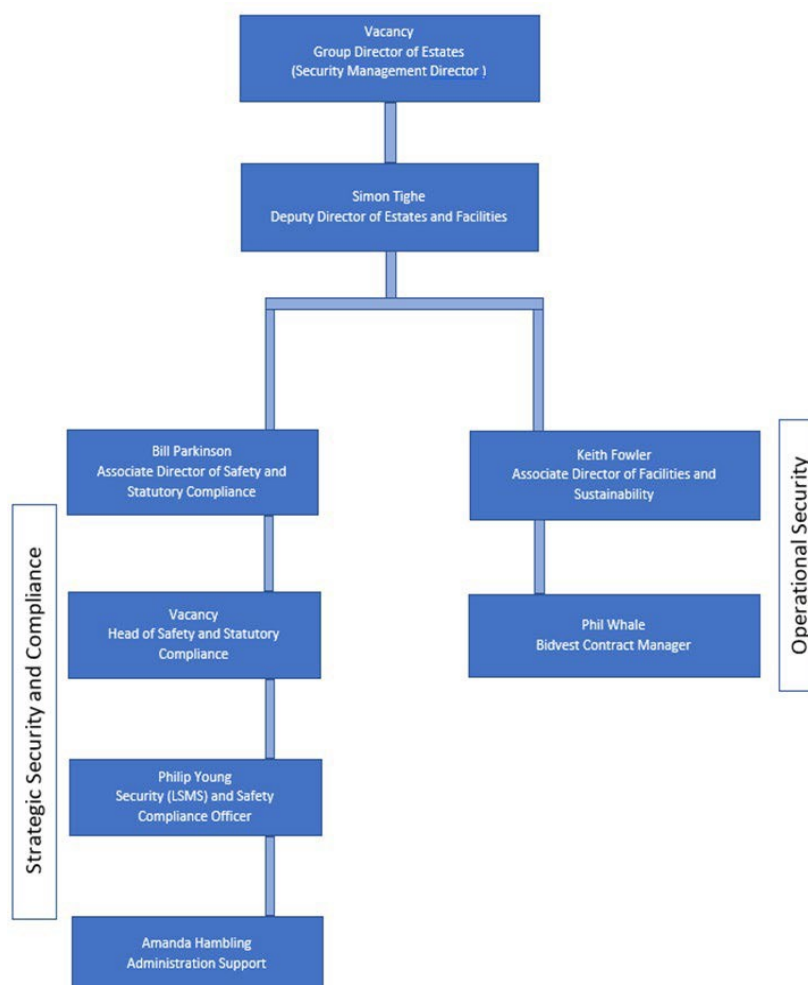 Vacancy
Group Director of Estates
(Security Management Director )
Simon Tighe
Deputy Director of Estates and Facilities
Bill Parkinson
Associate Director of Safety and
Statutory Compliance
Keith Fowler
Associate Director of Facilities and
Sustainability
Operational Security
Strategic Security and Compliance
Vacancy
Head of Safety and Statutory
Compliance
Phil Whale
Bidvest Contract Manager
Philip Young
Security (LSMS) and Safety
Compliance Officer
Amanda Hambling
Administration Support